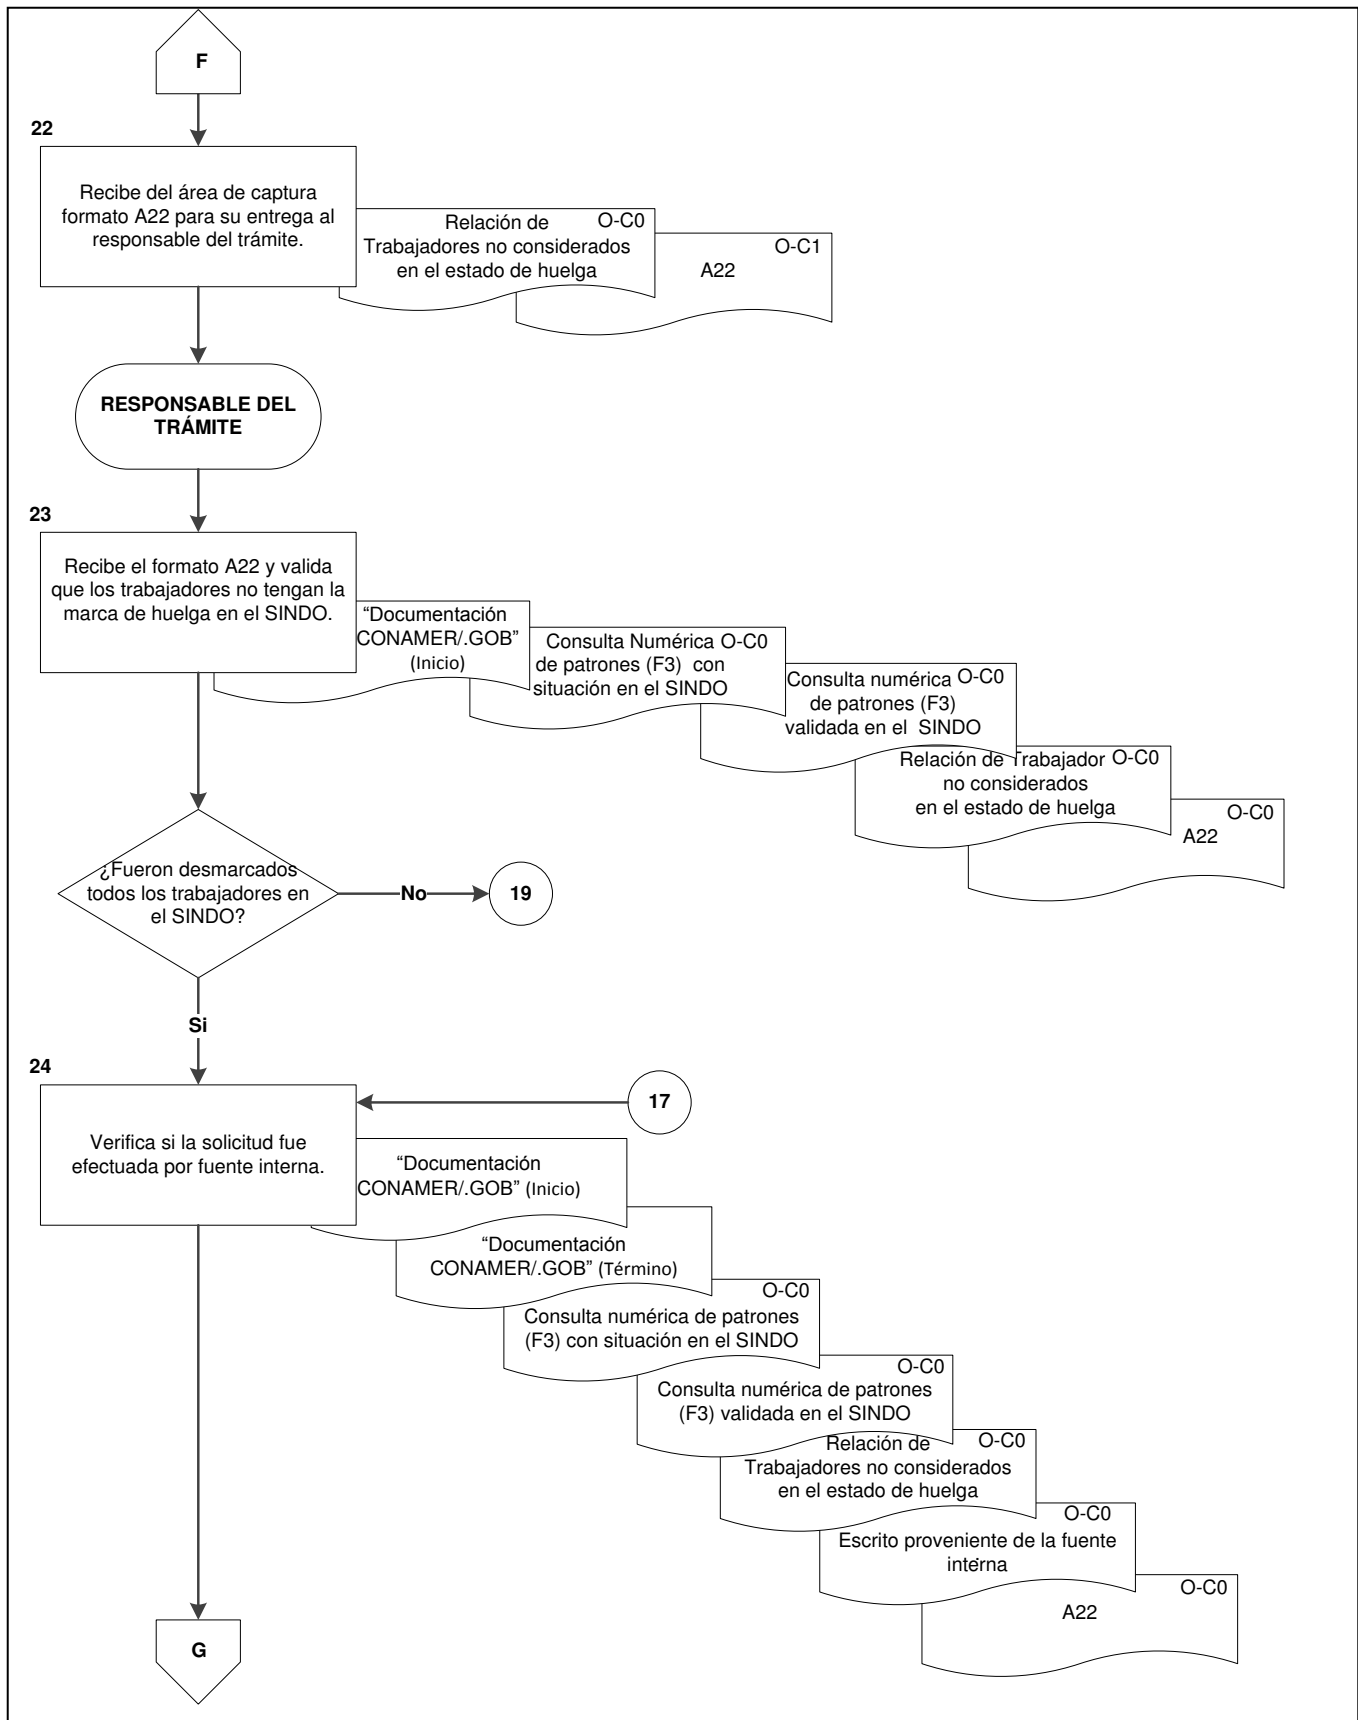 F
22
Recibe del área de captura
formato A22 para su entrega al
responsable del trámite.
Relación de O-C0
Trabajadores no considerados
en el estado de huelga
O-C1
A22
RESPONSABLE DEL
TRÁMITE
23
Recibe el formato A22 y valida
que los trabajadores no tengan la
marca de huelga en el SINDO.
“Documentación
CONAMER/.GOB”
(Inicio)
Consulta Numérica O-C0
de patrones (F3) con
situación en el SINDO
Consulta numérica O-C0
de patrones (F3)
validada en el SINDO
Relación de Trabajador O-C0
no considerados
en el estado de huelga
O-C0
A22
¿Fueron desmarcados
todos los trabajadores en
el SINDO?
No
19
Si
24
17
Verifica si la solicitud fue
efectuada por fuente interna.
“Documentación
CONAMER/.GOB” (Inicio)
“Documentación
CONAMER/.GOB” (Término)
O-C0
Consulta numérica de patrones
(F3) con situación en el SINDO
O-C0
Consulta numérica de patrones
(F3) validada en el SINDO
Relación de O-C0
Trabajadores no considerados
en el estado de huelga
O-C0
Escrito proveniente de la fuente
interna
O-C0
A22
G